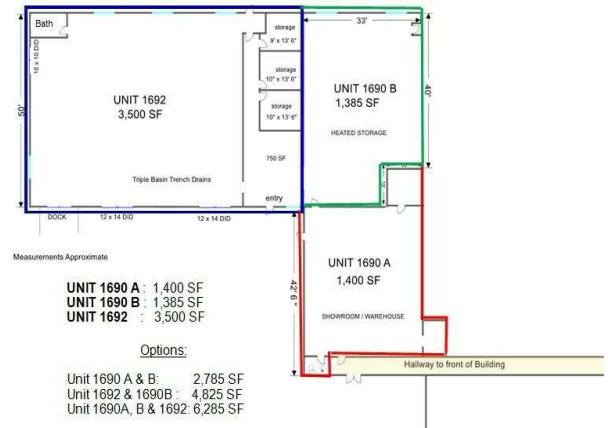 Bath
storage
9' x 13' 6"
33'
10 x 10 DID
storage
10" x 13' 6"
UNIT 1692
3,500 SF
UNIT 1690 B
1,385 SF
50'
40'
storage
10" x 13' 6"
HEATED STORAGE
750 SF
Triple Basin Trench Drains
entry
DOCK
12 x 14 DID
12 x 14 DID
Measurements Approximate
UNIT 1690 A
1,400 SF
42' 6"
UNIT 1690 A : 1,400 SF
UNIT 1690 B : 1,385 SF
UNIT 1692 : 3,500 SF
SHOWROOM / WAREHOUSE
Options:
Hallway to front of Building
Unit 1690 A & B: 2,785 SF
Unit 1692 & 1690B : 4,825 SF
Unit 1690A, B & 1692: 6,285 SF